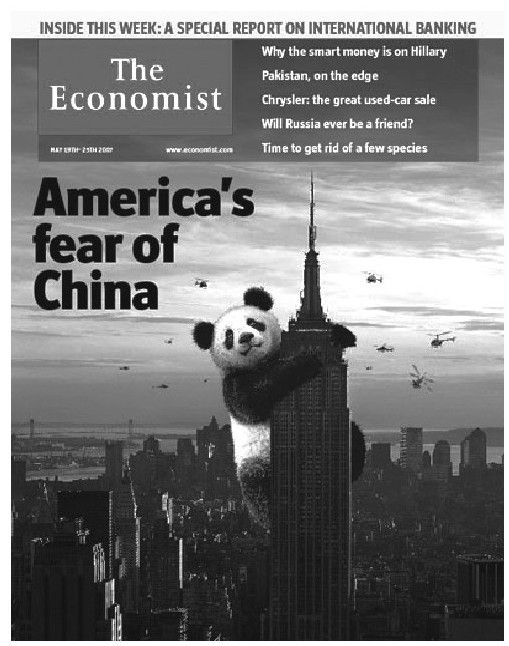 INSIDE THIS WEEK: A SPECIAL REPORT ON INTERNATIONAL BANKING
The
Economist
MAY 19TH-25TH 2007
www.economist.com
Why the smart money is on Hillary
Pakistan, on the edge
Chrysler: the great used-car sale
Will Russia ever be a friend?
Time to get rid of a few species
America's
fear of
China